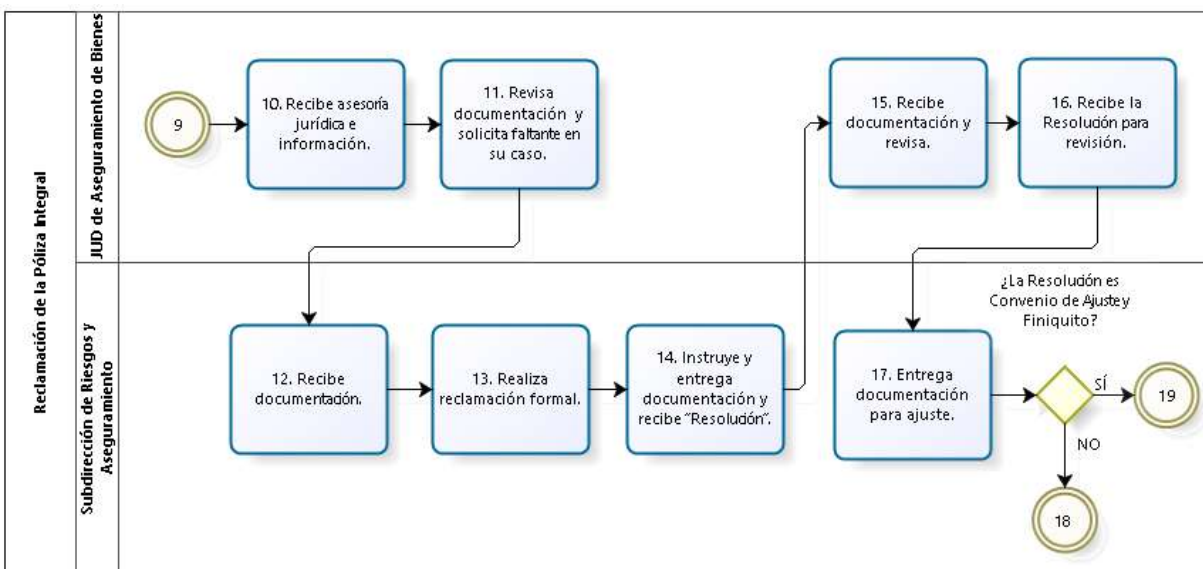 Reclamación de la Póliza Integral
JUD de Aseguramiento de Bienes
9
10. Recibe asesoría
jurídica e
información.
11. Revisa
documentación y
solicita faltante en
su caso.
15. Recibe
documentación y
revisa.
16. Recibe la
Resolución para
revisión.
Subdirección de Riesgos y
Aseguramiento
12. Recibe
documentación.
13. Realiza
reclamación formal.
14. Instruye y
entrega
documentación y
recibe “Resolución”.
17. Entrega
documentación
para ajuste.
¿La Resolución es
Convenio de Ajuste y
Finiquito?
SÍ
19
NO
18